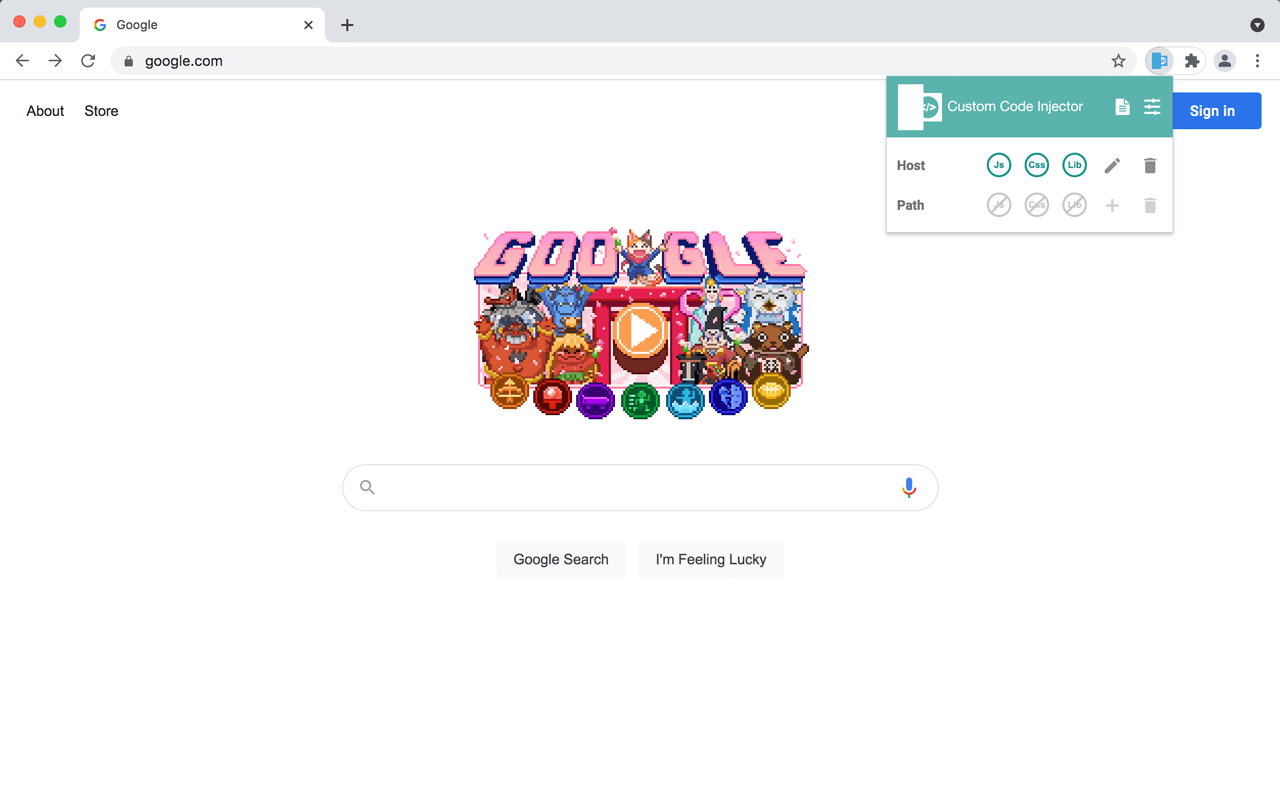 Google
google.com
About
Store
</> Custom Code Injector
Sign in
Host Js Css Lib
Path Js Css Lib
GOOGLE
Google Search
I'm Feeling Lucky